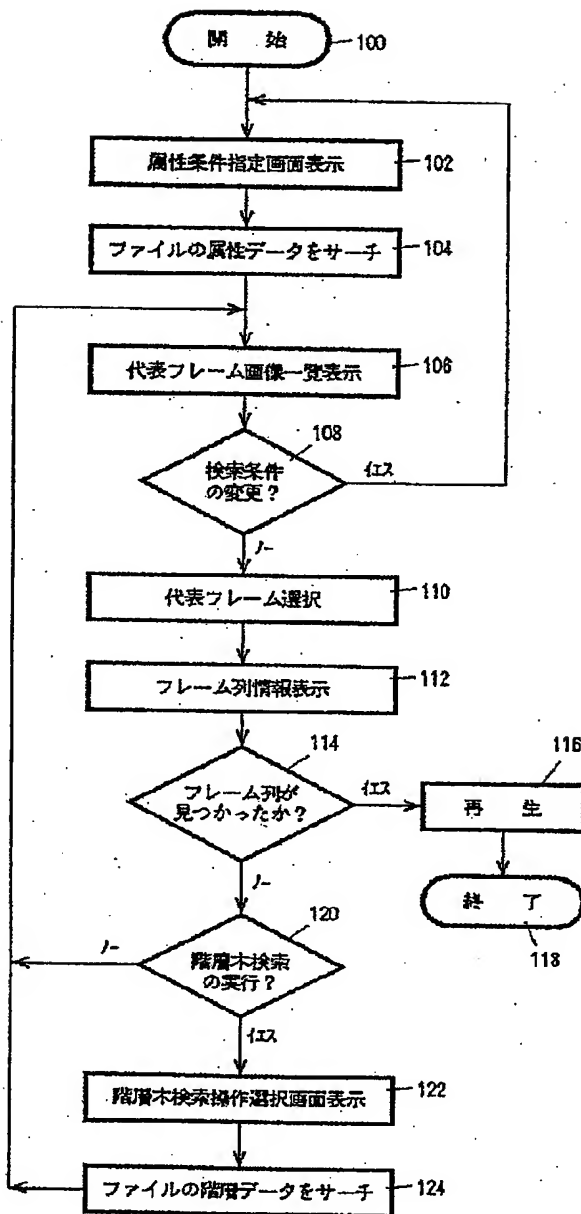 開 始
100
属性条件指定画面表示
102
ファイルの属性データをサーチ
104
代表フレーム画像一覧表示
106
108
検索条件
の変更?
イエス
ノー
代表フレーム選択
110
フレーム列情報表示
112
114
フレーム列が
見つかったか?
イエス
116
再 生
ノー
終 了
118
120
階層木検索
の実行?
ノー
イエス
階層木検索操作選択画面表示
122
ファイルの階層データをサーチ
124